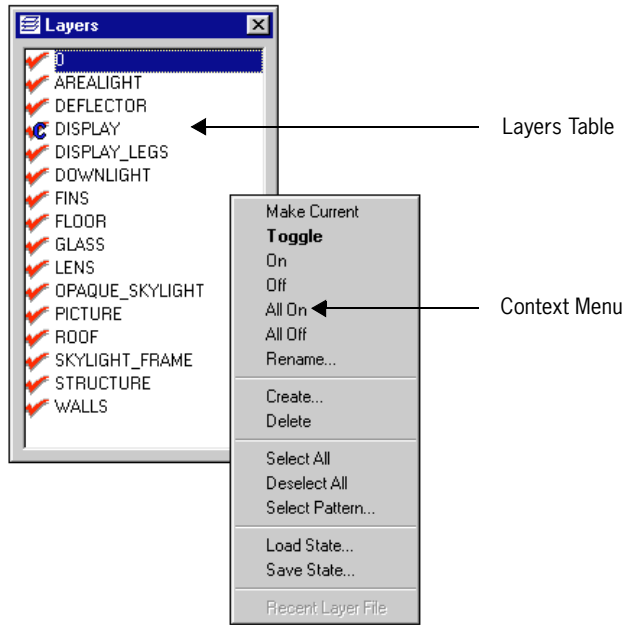 Layers
0
AREALIGHT
DEFLECTOR
C DISPLAY
DISPLAY_LEGS
DOWNLIGHT
FINS
FLOOR
GLASS
LENS
OPAQUE_SKYLIGHT
PICTURE
ROOF
SKYLIGHT_FRAME
STRUCTURE
WALLS
Layers Table
Make Current
Toggle
On
Off
All On
All Off
Rename...
Create...
Delete
Select All
Deselect All
Select Pattern...
Load State...
Save State...
Recent Layer File
Context Menu